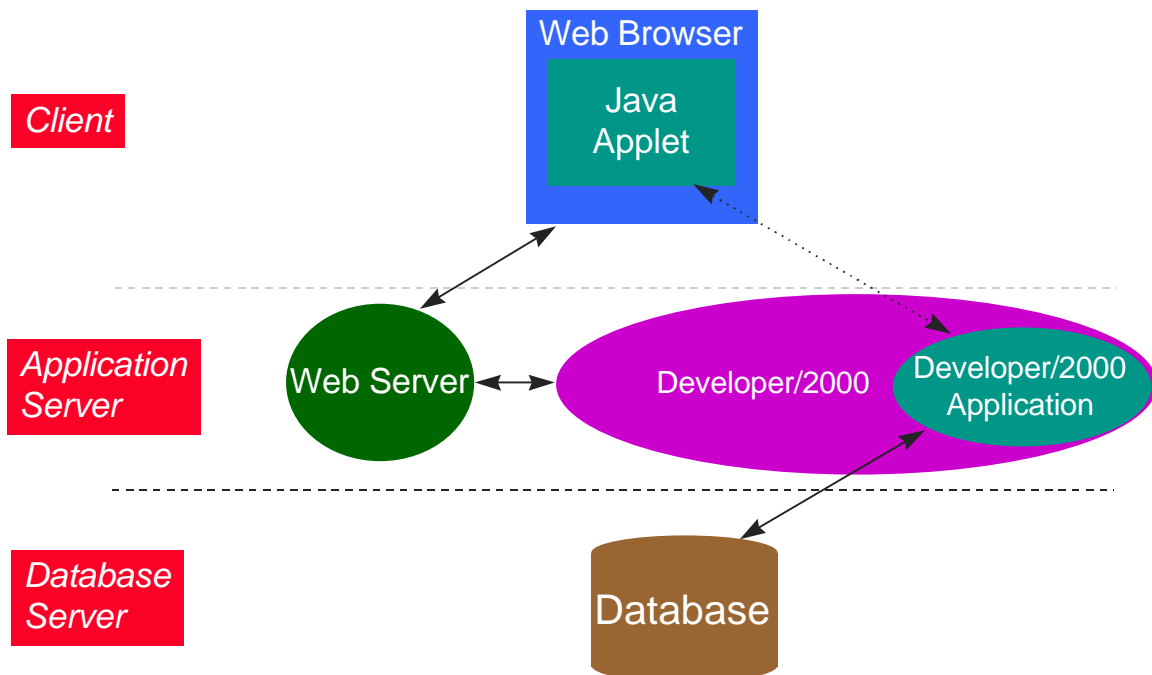 Web Browser
Java
Applet
Client
Application
Server
Web Server
Developer/2000
Developer/2000
Application
Database
Server
Database